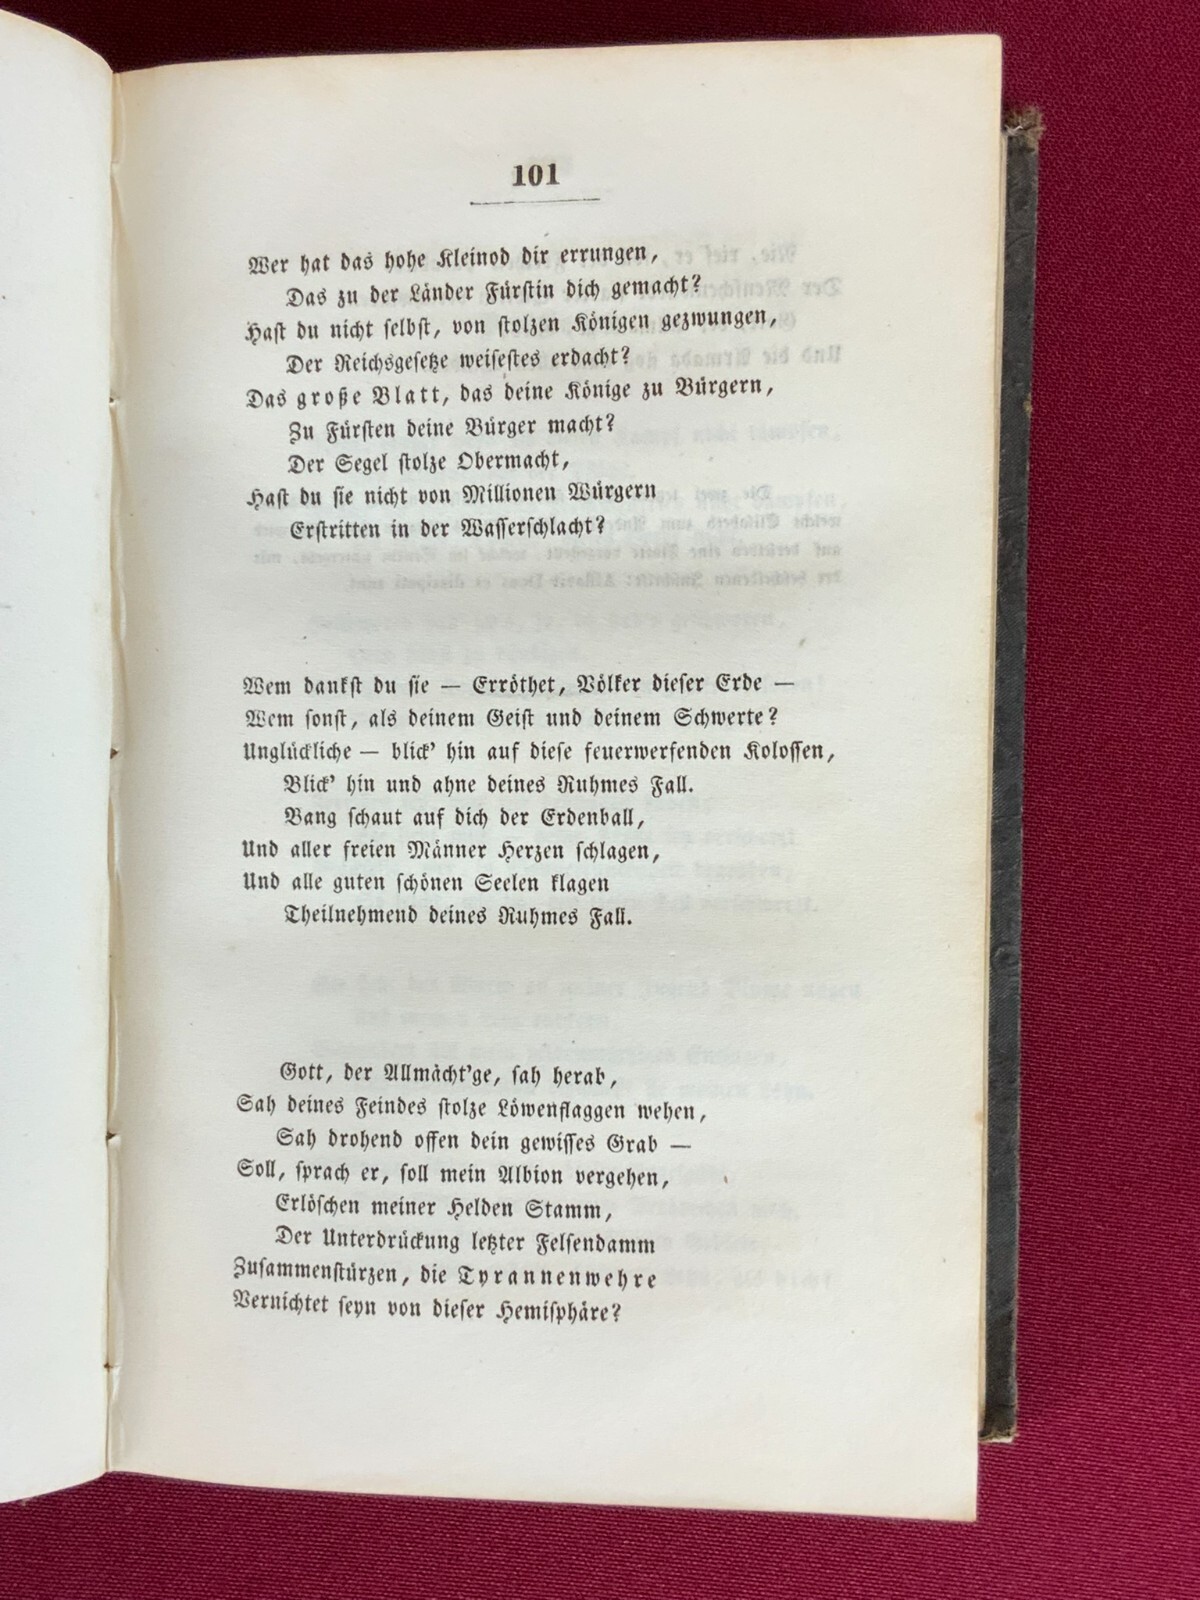 101
Wer hat das hohe Kleinod dir errungen,
Das zu der Länder Fürstin dich gemacht?
Hast du nicht selbst, von stolzen Königen gezwungen,
Der Reichsgesetze weisestes erdacht?
Das große Blatt, das deine Könige zu Bürgern,
Zu Fürsten deine Bürger macht?
Der Segel stolze Obermacht,
Hast du sie nicht von Millionen Würgern
Erstritten in der Wasserschlacht?
Wem dankst du sie — Erröthet, Völker dieser Erde —
Wem sonst, als deinem Geist und deinem Schwerte?
Unglückliche — blick' hin auf diese feuerwerfenden Kolossen,
Blick' hin und ahne deines Ruhmes Fall.
Bang schaut auf dich der Erdenball,
Und aller freien Männer Herzen schlagen,
Und alle guten schönen Seelen klagen
Theilnehmend deines Ruhmes Fall.
Gott, der Allmächt'ge, sah herab,
Sah deines Feindes stolze Löwenflaggen wehen,
Sah drohend offen dein gewisses Grab —
Soll, sprach er, soll mein Albion vergehen,
Erlöschen meiner Helden Stamm,
Der Unterdrückung letzter Felsendamm
Zusammenstürzen, die Tyrannenwehre
Vernichtet seyn von dieser Hemisphäre?